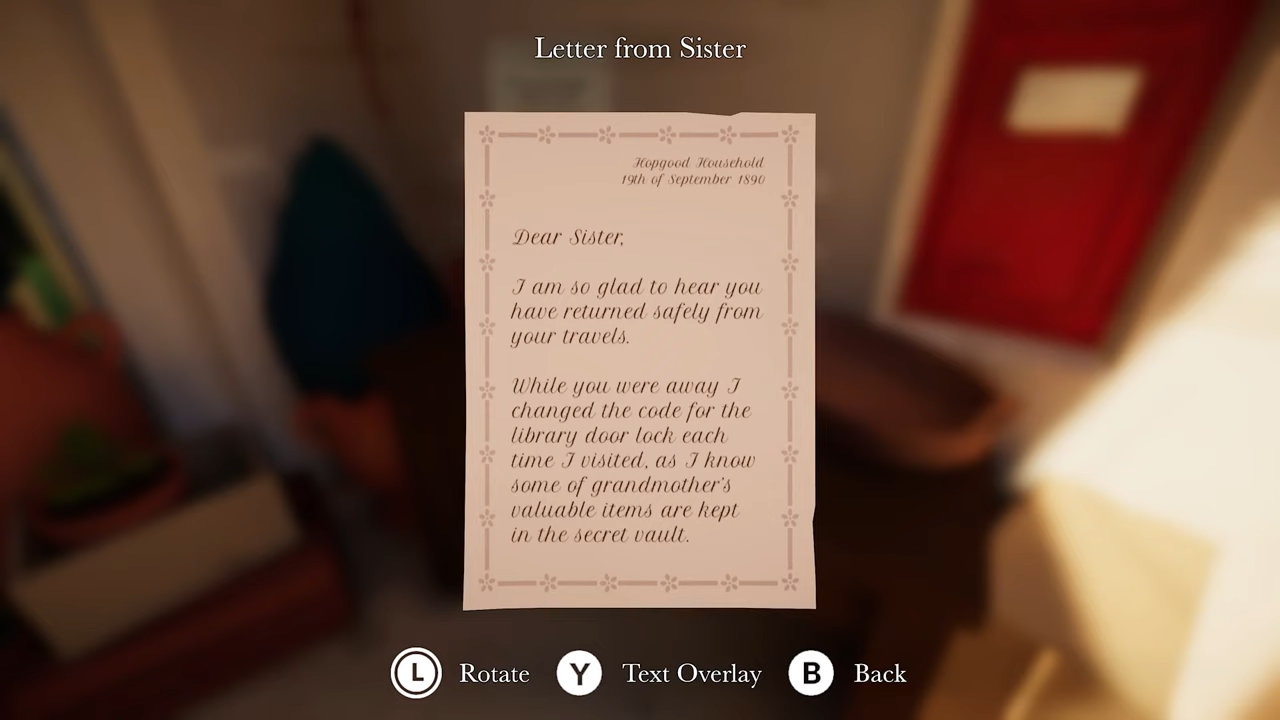 Letter from Sister
Hopgood Household
19th of September 1890
Dear Sister,
I am so glad to hear you
have returned safely from
your travels.
While you were away I
changed the code for the
library door lock each
time I visited, as I know
some of grandmother's
valuable items are kept
in the secret vault.
L Rotate Y Text Overlay B Back